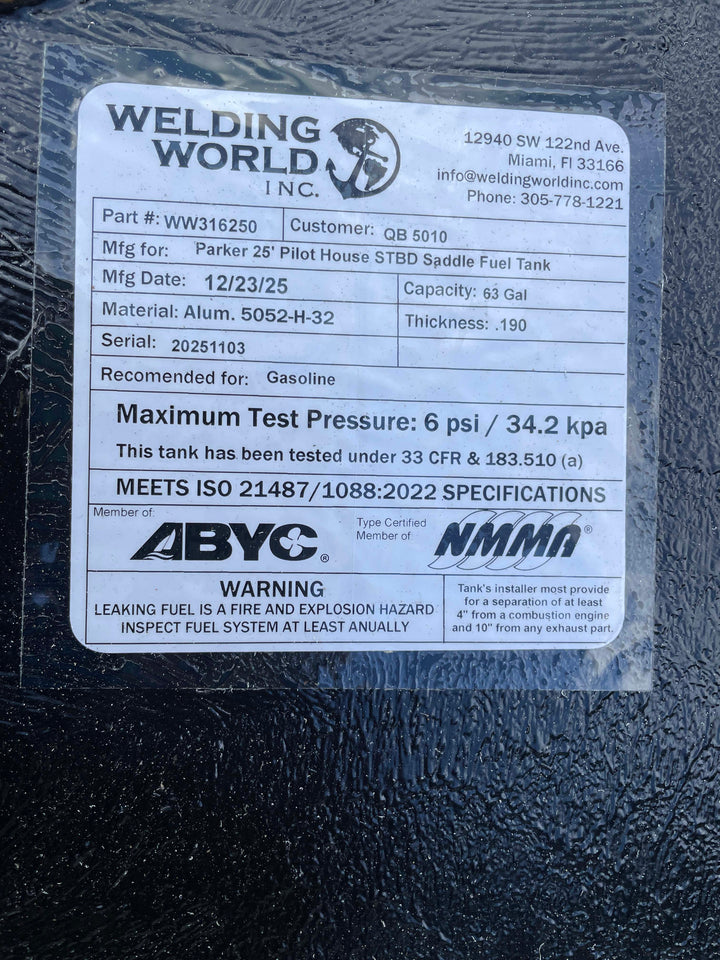 WELDING
WORLD
INC.
12940 SW 122nd Ave.
Miami, Fl 33166
info@weldingworldinc.com
Phone: 305-778-1221
Part #: WW316250
Customer: QB 5010
Mfg for: Parker 25' Pilot House STBD Saddle Fuel Tank
Mfg Date: 12/23/25
Capacity: 63 Gal
Material: Alum. 5052-H-32
Thickness: .190
Serial: 20251103
Recomended for: Gasoline
Maximum Test Pressure: 6 psi / 34.2 kpa
This tank has been tested under 33 CFR & 183.510 (a)
MEETS ISO 21487/1088:2022 SPECIFICATIONS
Member of:
ABYC®
Type Certified
Member of
NMMA®
WARNING
LEAKING FUEL IS A FIRE AND EXPLOSION HAZARD
INSPECT FUEL SYSTEM AT LEAST ANUALLY
Tank's installer most provide
for a separation of at least
4" from a combustion engine
and 10" from any exhaust part.